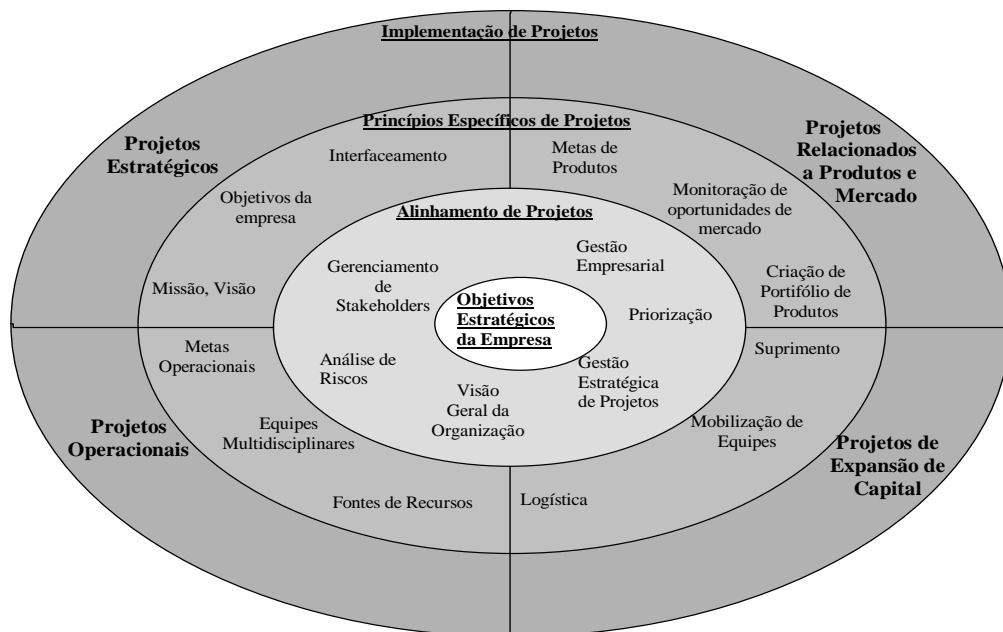 Implementação de Projetos
Projetos
Estratégicos
Projetos
Relacionados
a Produtos e
Mercado
Princípios Específicos de Projetos
Interfaceamento
Objetivos da
empresa
Missão, Visão
Metas de
Produtos
Monitoração de
oportunidades de
mercado
Criação de
Portifólio de
Produtos
Alinhamento de Projetos
Gerenciamento
de
Stakeholders
Gestão
Empresarial
Priorização
Objetivos
Estratégicos
da Empresa
Análise de
Riscos
Visão
Geral da
Organização
Gestão
Estratégica
de Projetos
Metas
Operacionais
Equipes
Multidisciplinares
Fontes de Recursos
Suprimento
Mobilização de
Equipes
Logística
Projetos
Operacionais
Projetos de
Expansão de
Capital